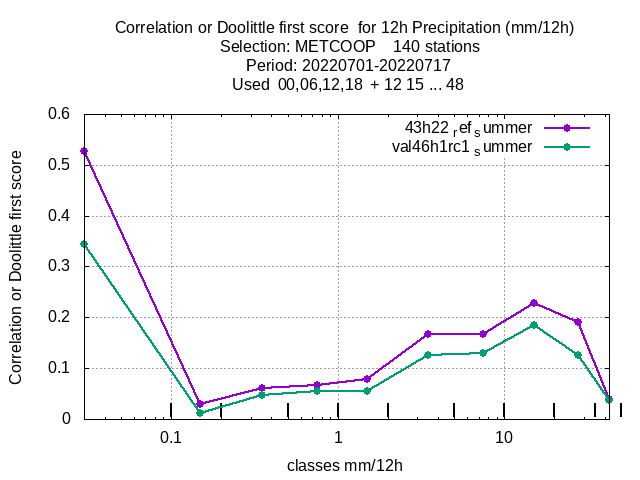 Correlation or Doolittle first score  for 12h Precipitation (mm/12h)
Selection: METCOOP    140 stations
Period: 20220701-20220717
Used  00,06,12,18  + 12 15 ... 48
43h22 refsummer
val46h1rc1 summer
Correlation or Doolittle first score
0.6
0.5
0.4
0.3
0.2
0.1
0
0.1
1
10
classes mm/12h